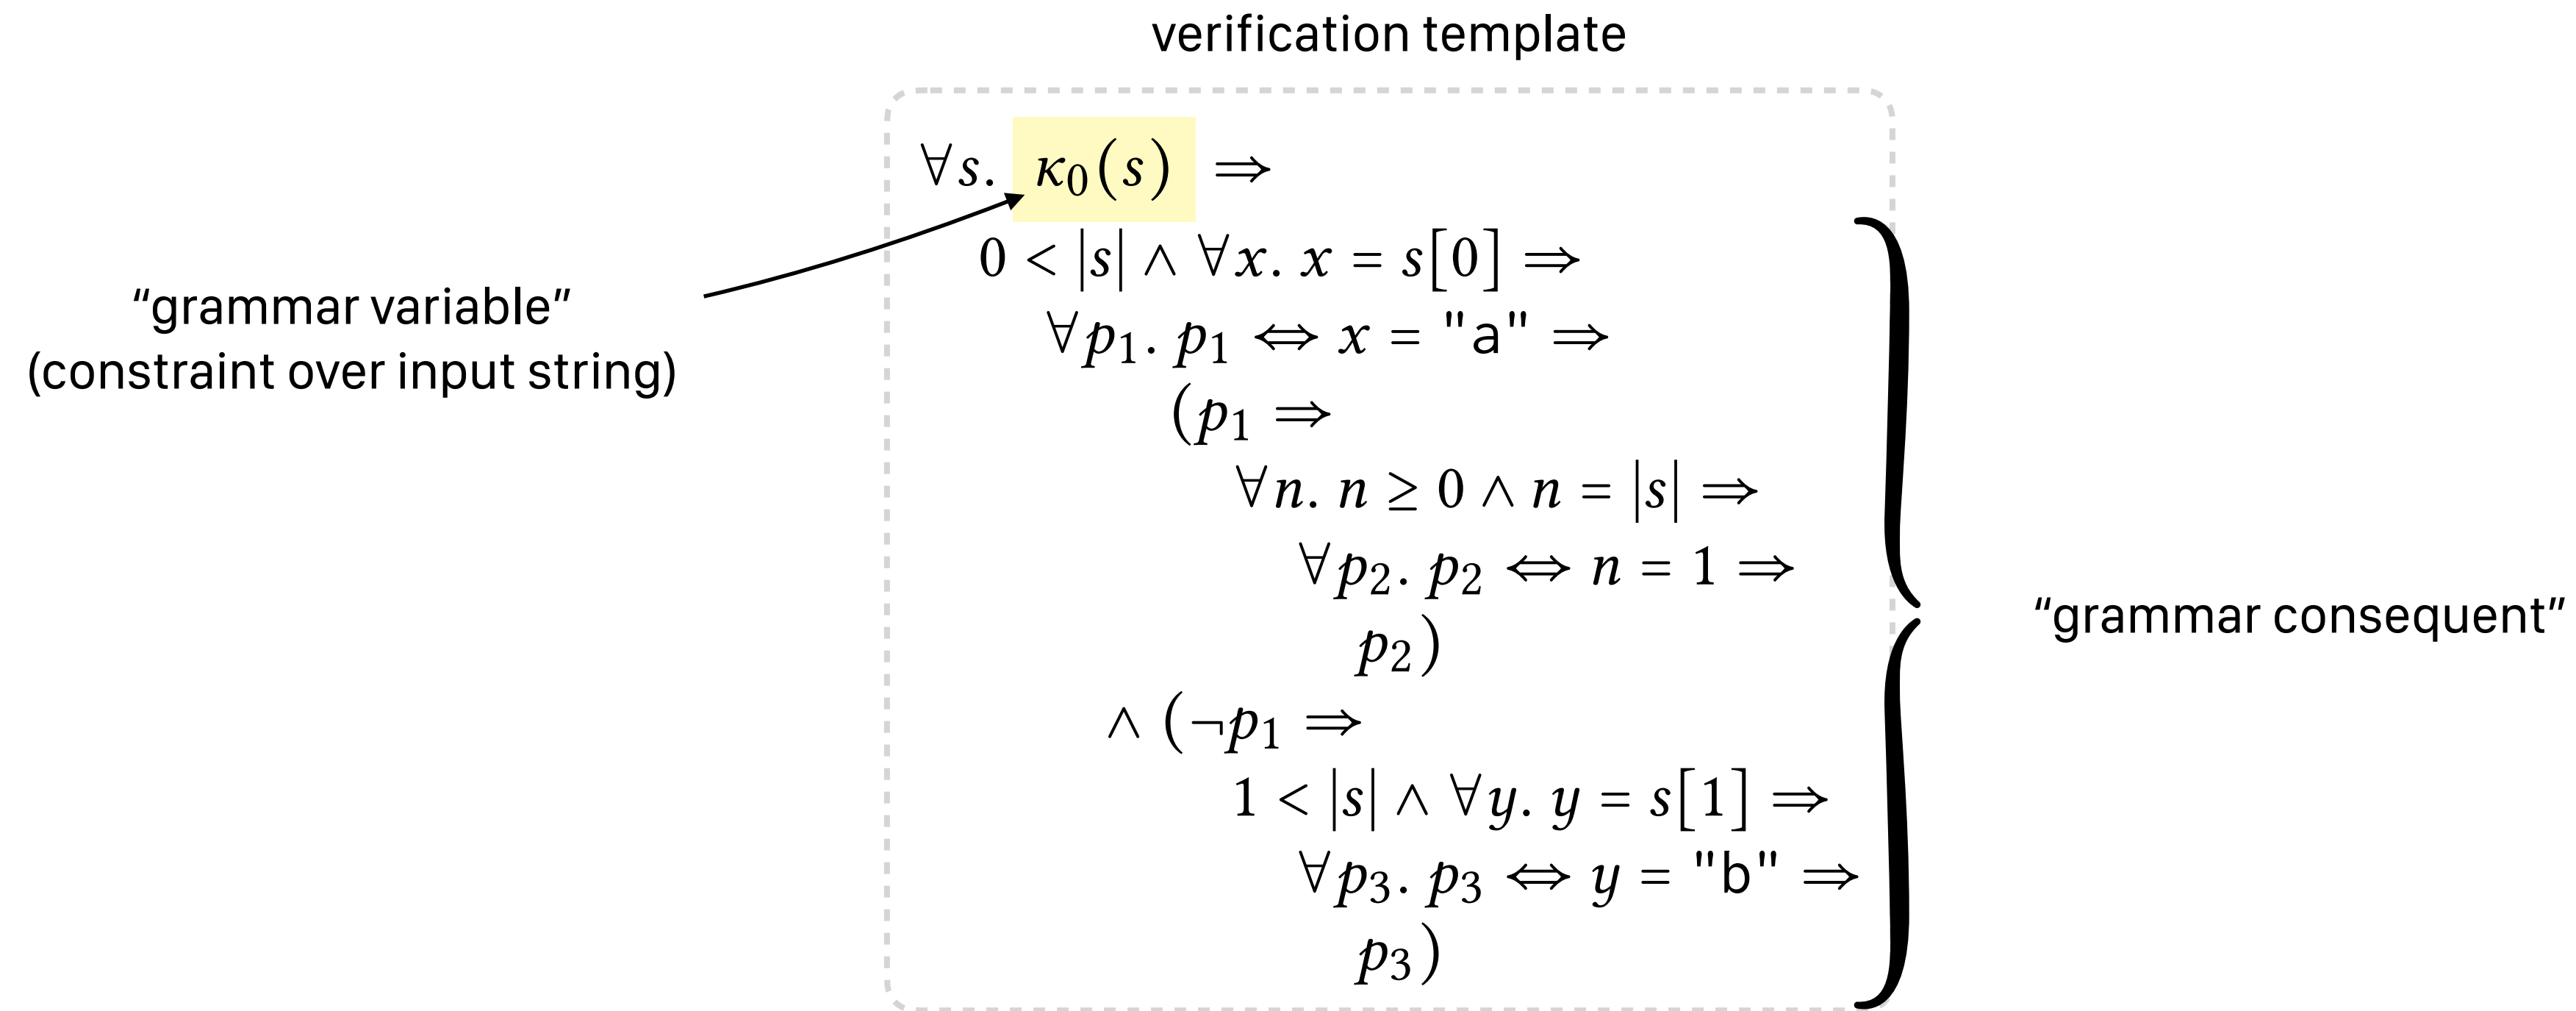 verification template
∀s. κ₀(s) ⇒
0 < |s| ∧ ∀x. x = s[0] ⇒
“grammar variable”
(constraint over input string)
∀p₁. p₁ ⇔ x = "a" ⇒
(p₁ ⇒
∀n. n ≥ 0 ∧ n = |s| ⇒
∀p₂. p₂ ⇔ n = 1 ⇒
p₂)
“grammar consequent”
∧ (¬p₁ ⇒
1 < |s| ∧ ∀y. y = s[1] ⇒
∀p₃. p₃ ⇔ y = "b" ⇒
p₃)